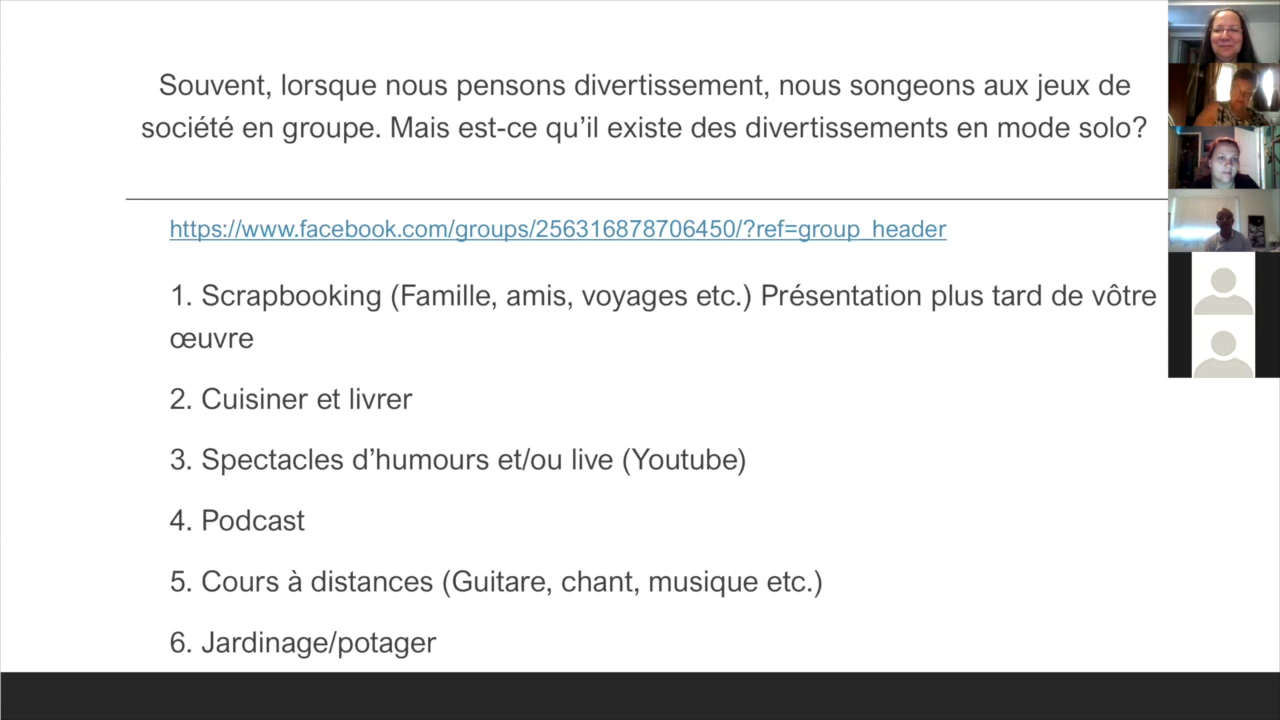 Souvent, lorsque nous pensons divertissement, nous songeons aux jeux de
société en groupe. Mais est-ce qu’il existe des divertissements en mode solo?
https://www.facebook.com/groups/256316878706450/?ref=group_header
1. Scrapbooking (Famille, amis, voyages etc.) Présentation plus tard de vôtre
œuvre
2. Cuisiner et livrer
3. Spectacles d’humours et/ou live (Youtube)
4. Podcast
5. Cours à distances (Guitare, chant, musique etc.)
6. Jardinage/potager